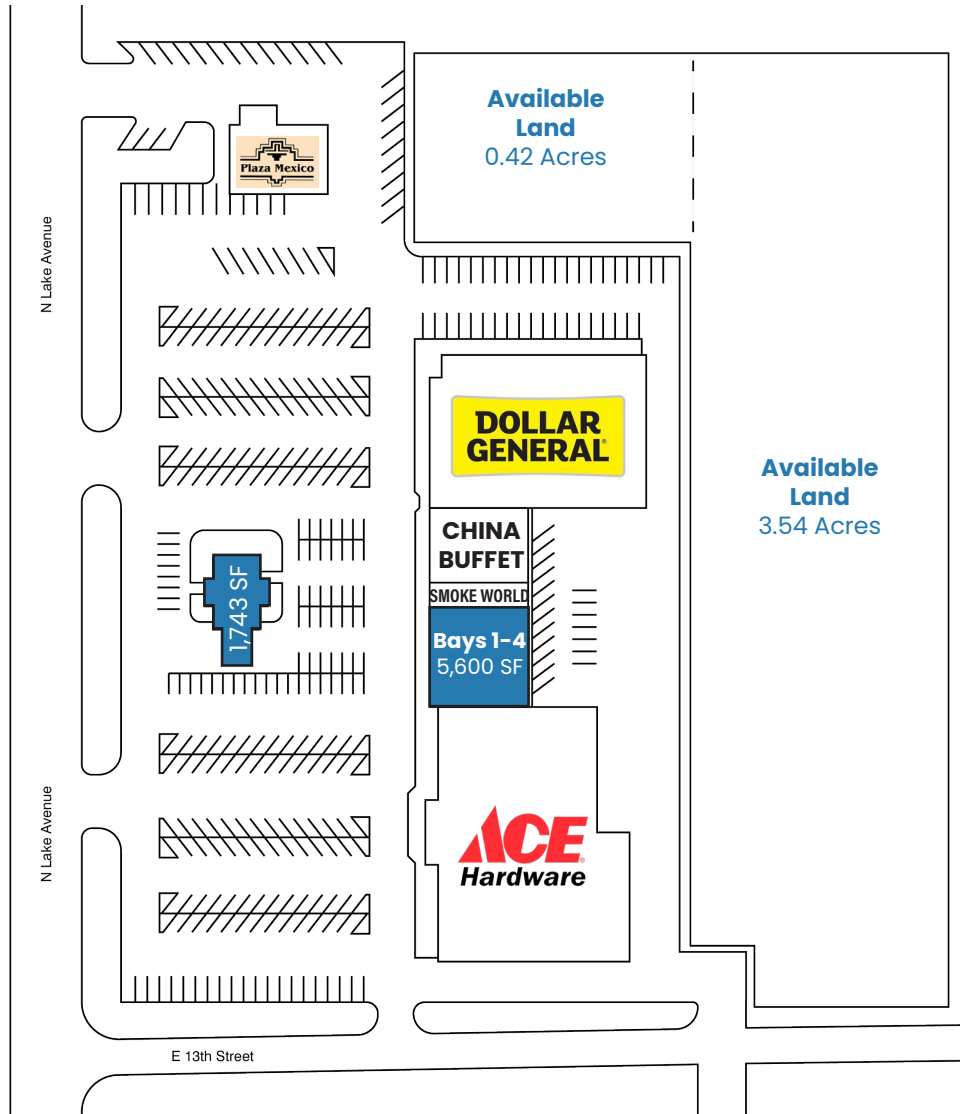 Available
Land
0.42 Acres
Plaza Mexico
N Lake Avenue
DOLLAR
GENERAL®
Available
Land
3.54 Acres
CHINA
BUFFET
SMOKE WORLD
1,743 SF
Bays 1-4
5,600 SF
N Lake Avenue
ACE®
Hardware
E 13th Street